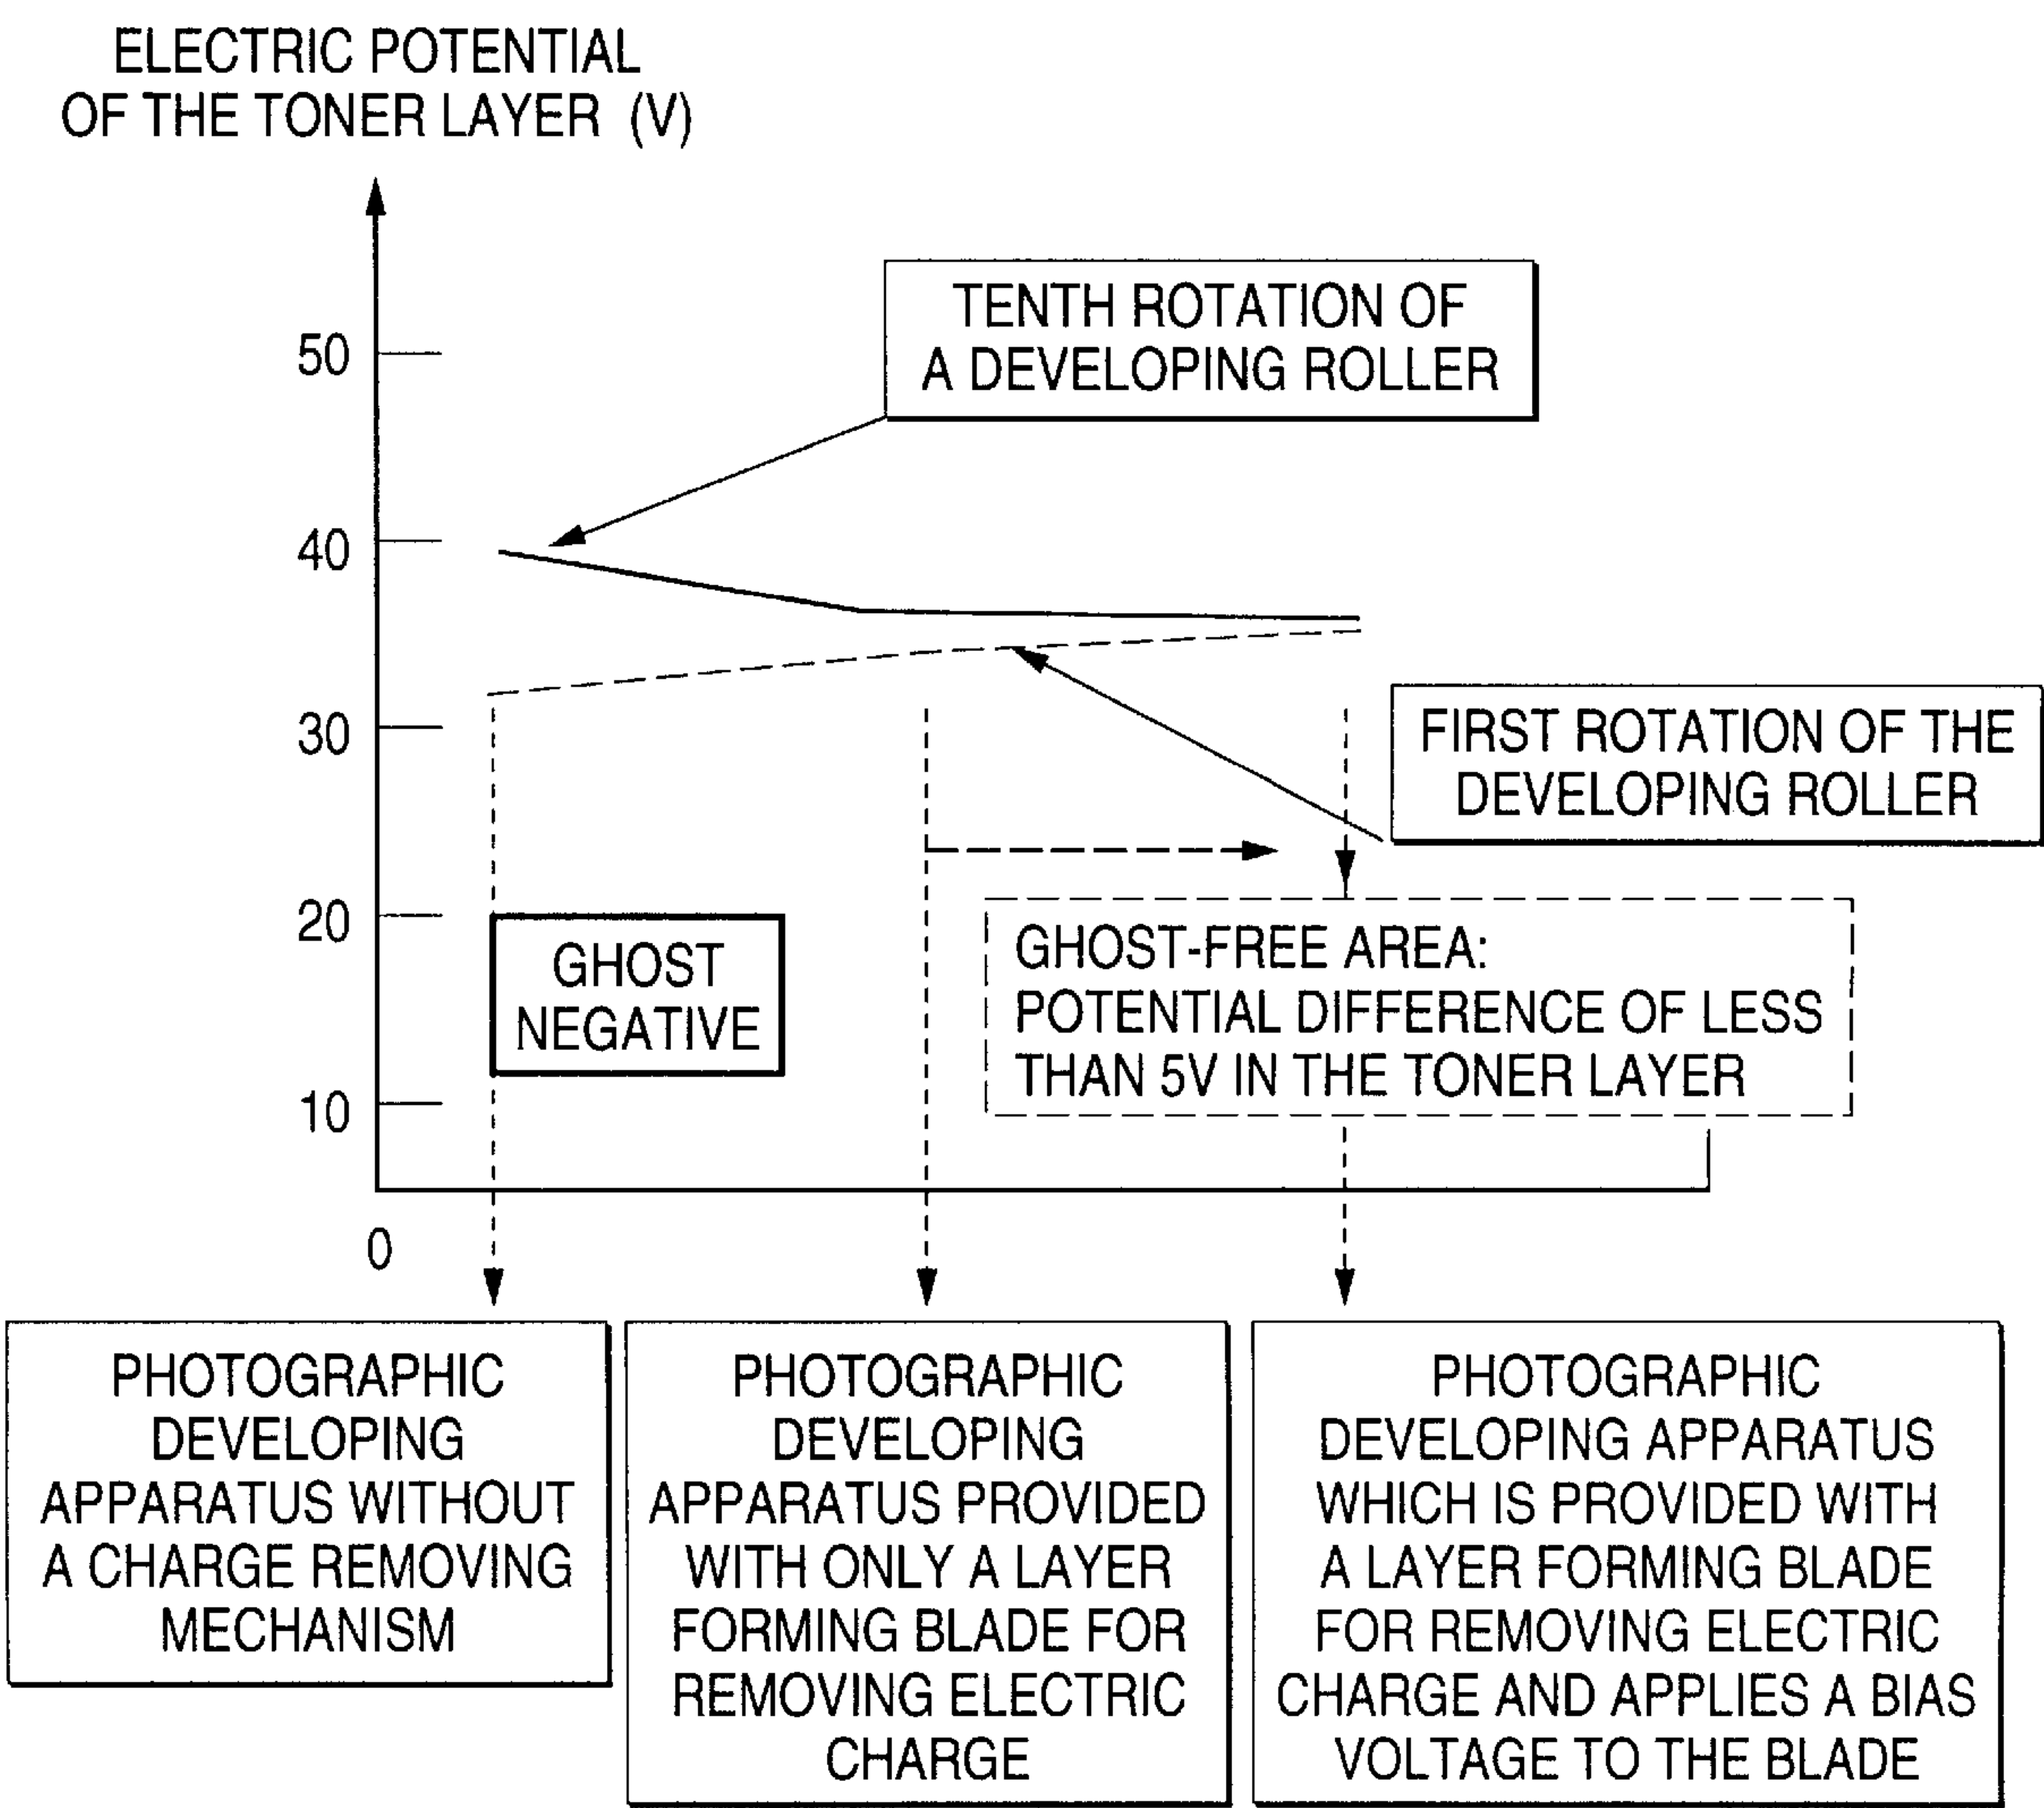 ELECTRIC POTENTIAL
OF THE TONER LAYER (V)
50
40
30
20
10
0
TENTH ROTATION OF
A DEVELOPING ROLLER
FIRST ROTATION OF THE
DEVELOPING ROLLER
GHOST
NEGATIVE
GHOST-FREE AREA:
POTENTIAL DIFFERENCE OF LESS
THAN 5V IN THE TONER LAYER
PHOTOGRAPHIC
DEVELOPING
APPARATUS WITHOUT
A CHARGE REMOVING
MECHANISM
PHOTOGRAPHIC
DEVELOPING
APPARATUS PROVIDED
WITH ONLY A LAYER
FORMING BLADE FOR
REMOVING ELECTRIC
CHARGE
PHOTOGRAPHIC
DEVELOPING APPARATUS
WHICH IS PROVIDED WITH
A LAYER FORMING BLADE
FOR REMOVING ELECTRIC
CHARGE AND APPLIES A BIAS
VOLTAGE TO THE BLADE